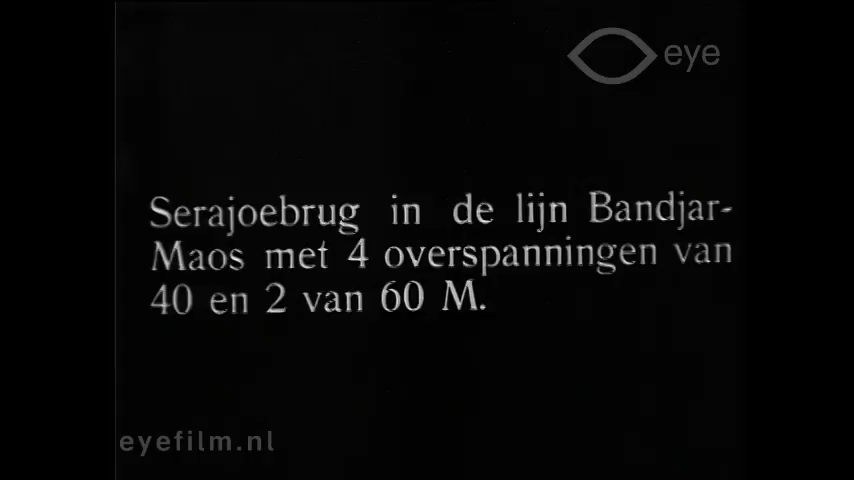 eye
Serajoebrug in de lijn Bandjar-
Maos met 4 overspanningen van
40 en 2 van 60 M.
eyefilm.nl